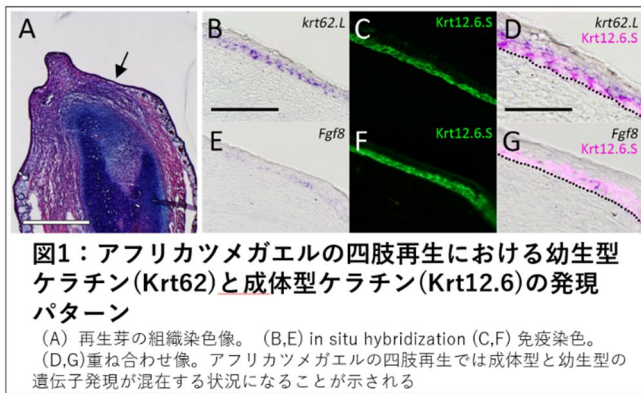 A
B
krt62.L
C
Krt12.6.S
D
krt62.L
Krt12.6.S
E
Fgf8
F
Krt12.6.S
G
Fgf8
Krt12.6.S
図1：アフリカツメガエルの四肢再生における幼生型
ケラチン(Krt62)と成体型ケラチン(Krt12.6)の発現
パターン
（A）再生芽の組織染色像。（B,E) in situ hybridization (C,F) 免疫染色。
(D,G)重ね合わせ像。アフリカツメガエルの四肢再生では成体型と幼生型の
遺伝子発現が混在する状況になることが示される